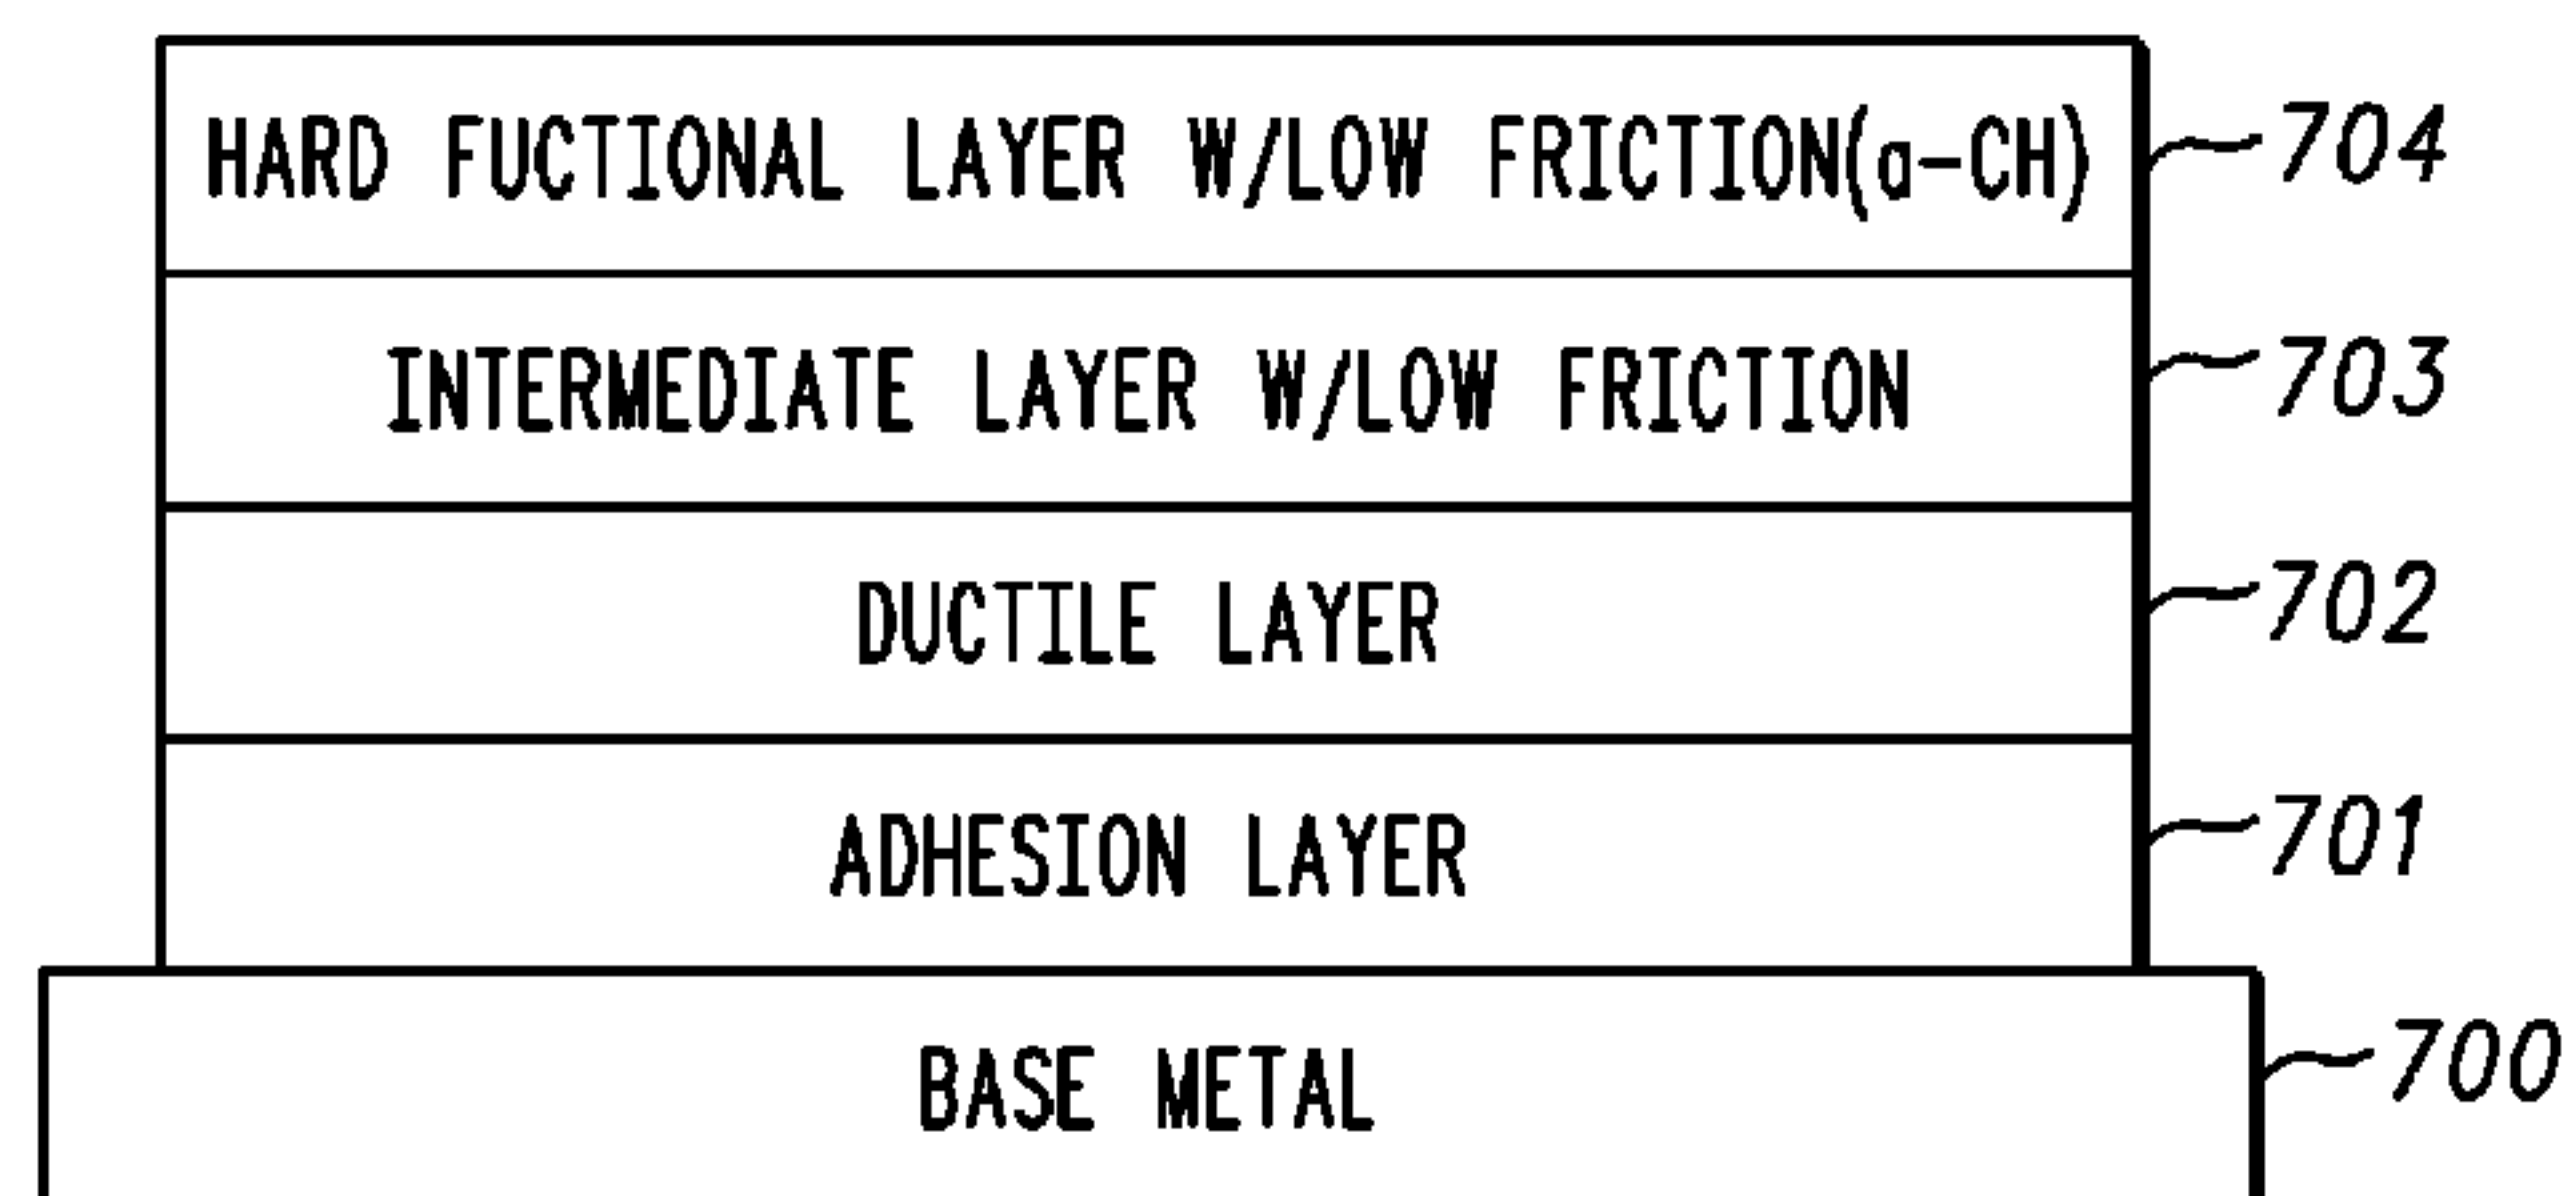 HARD FUCTIONAL LAYER W/LOW FRICTION(a-CH) 704
INTERMEDIATE LAYER W/LOW FRICTION 703
DUCTILE LAYER 702
ADHESION LAYER 701
BASE METAL 700